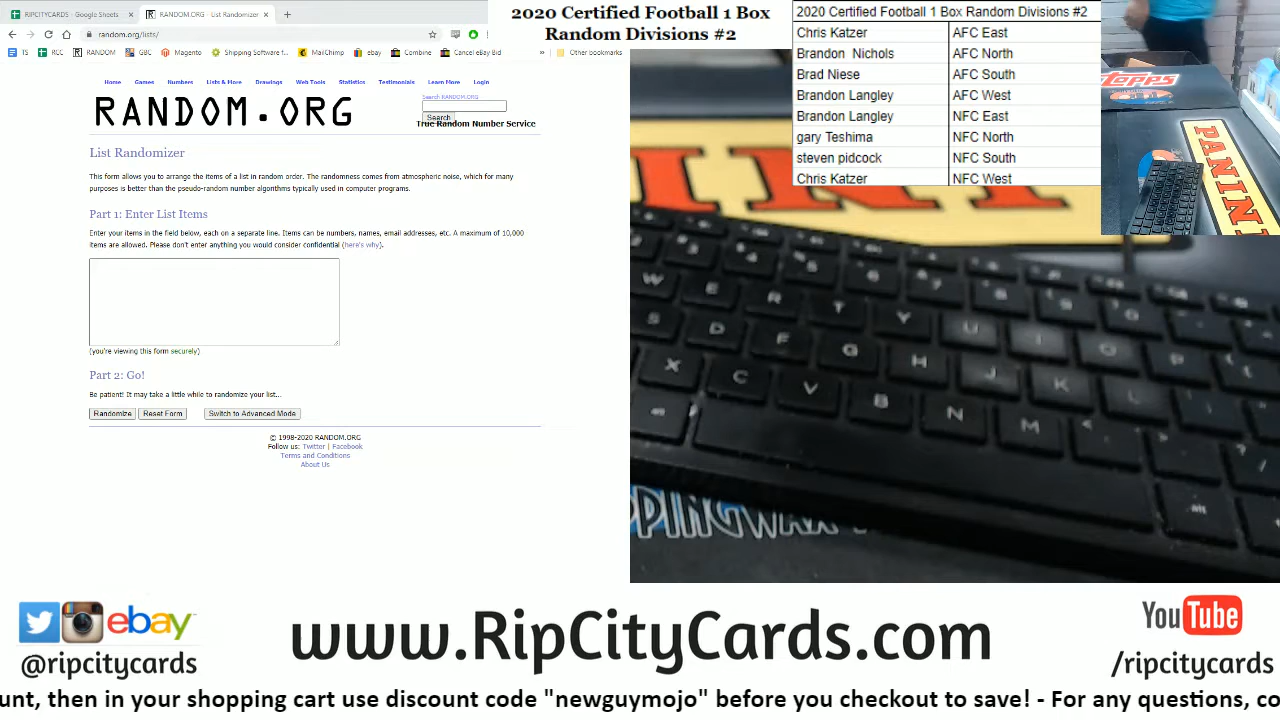 RIPCITYCARDS - Google Sheets
RANDOM.ORG - List Randomizer
random.org/lists/
TS RCC RANDOM GBC Magento Shipping Software f... MailChimp ebay Combine Cancel eBay Bid » Other bookmarks
Home Games Numbers Lists & More Drawings Web Tools Statistics Testimonials Learn More Login
RANDOM.ORG
Search RANDOM.ORG
Search
True Random Number Service
List Randomizer
This form allows you to arrange the items of a list in random order. The randomness comes from atmospheric noise, which for many
purposes is better than the pseudo-random number algorithms typically used in computer programs.
Part 1: Enter List Items
Enter your items in the field below, each on a separate line. Items can be numbers, names, email addresses, etc. A maximum of 10,000
items are allowed. Please don't enter anything you would consider confidential (here's why).
(you're viewing this form securely)
Part 2: Go!
Be patient! It may take a little while to randomize your list...
Randomize Reset Form Switch to Advanced Mode
© 1998-2020 RANDOM.ORG
Follow us: Twitter | Facebook
Terms and Conditions
About Us
2020 Certified Football 1 Box
Random Divisions #2
2020 Certified Football 1 Box Random Divisions #2
Chris Katzer AFC East
Brandon Nichols AFC North
Brad Niese AFC South
Brandon Langley AFC West
Brandon Langley NFC East
gary Teshima NFC North
steven pidcock NFC South
Chris Katzer NFC West
TOPPS
PANINI
W E R T Y U I O P
S D F G H J K L
X C V B N M
alt
ebay
@ripcitycards
www.RipCityCards.com
YouTube
/ripcitycards
unt, then in your shopping cart use discount code "newguymojo" before you checkout to save! - For any questions, co